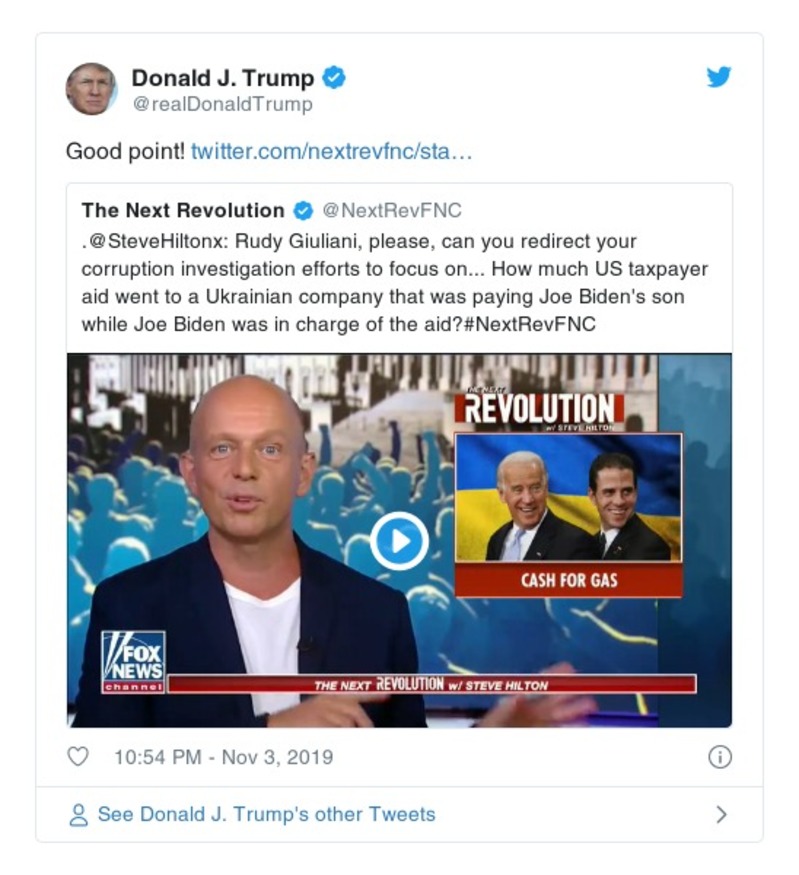 Donald J. Trump
@realDonaldTrump
Good point! twitter.com/nextrevfnc/sta…
The Next Revolution @NextRevFNC
.@SteveHiltonx: Rudy Giuliani, please, can you redirect your
corruption investigation efforts to focus on... How much US taxpayer
aid went to a Ukrainian company that was paying Joe Biden's son
while Joe Biden was in charge of the aid?#NextRevFNC
THE NEXT
REVOLUTION
w/ STEVE HILTON
CASH FOR GAS
FOX
NEWS
channel
THE NEXT REVOLUTION w/ STEVE HILTON
10:54 PM - Nov 3, 2019
See Donald J. Trump's other Tweets